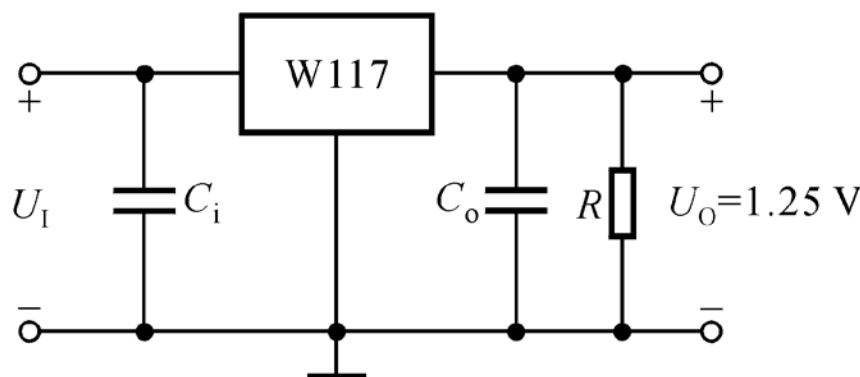 W117
+
+
U_I
C_i
C_o
R
U_O=1.25 V
−
−